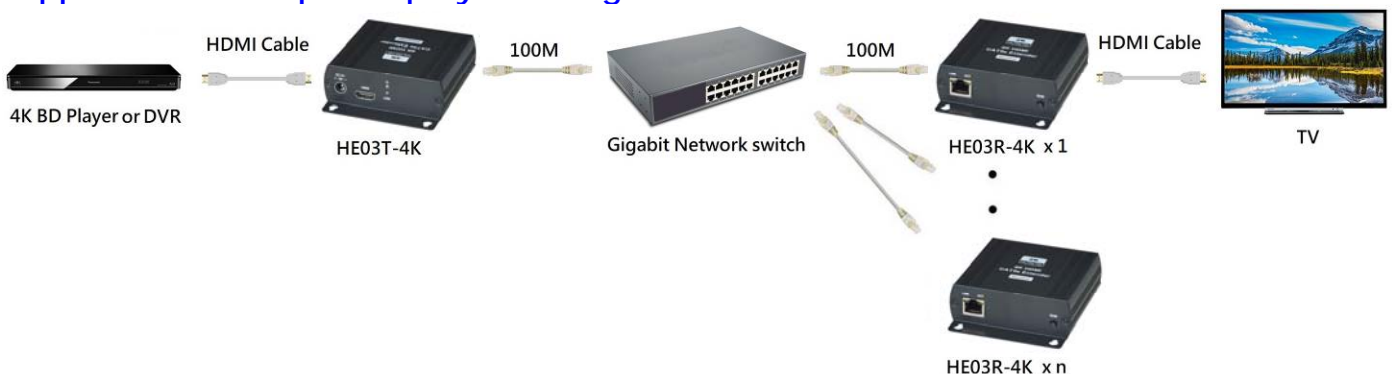 HDMI Cable
100M
100M
HDMI Cable
4K BD Player or DVR
HE03T-4K
Gigabit Network switch
HE03R-4K x 1
TV
HE03R-4K x n